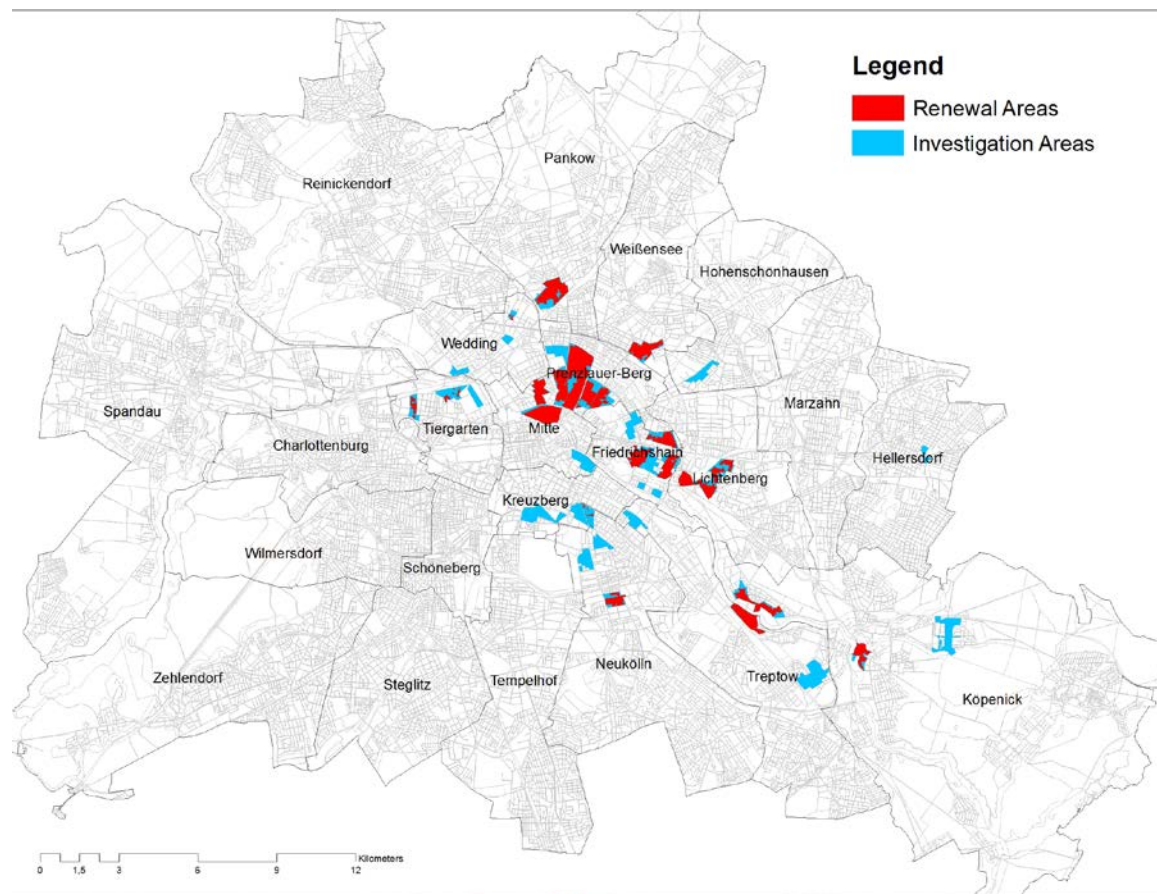 Legend
Renewal Areas
Investigation Areas
Pankow
Reinickendorf
Weißensee
Hohenschonhausen
Wedding
Prenzlauer-Berg
Marzahn
Spandau
Tiergarten
Mitte
Charlottenburg
Friedrichshain
Hellersdorf
Lichtenberg
Kreuzberg
Wilmersdorf
Schöneberg
Neukölln
Zehlendorf
Steglitz
Tempelhof
Treptow
Kopenick
Kilometers
0 1,5 3 6 9 12